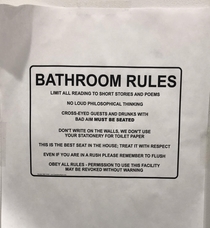 BATHROOM RULES
LIMIT ALL READING TO SHORT STORIES AND POEMS
NO LOUD PHILOSOPHICAL THINKING
CROSS-EYED GUESTS AND DRUNKS WITH
BAD AIM MUST BE SEATED
DON'T WRITE ON THE WALLS, WE DON'T USE
YOUR STATIONERY FOR TOILET PAPER
THIS IS THE BEST SEAT IN THE HOUSE; TREAT IT WITH RESPECT
EVEN IF YOU ARE IN A RUSH PLEASE REMEMBER TO FLUSH
OBEY ALL RULES - PERMISSION TO USE THIS FACILITY
MAY BE REVOKED WITHOUT WARNING